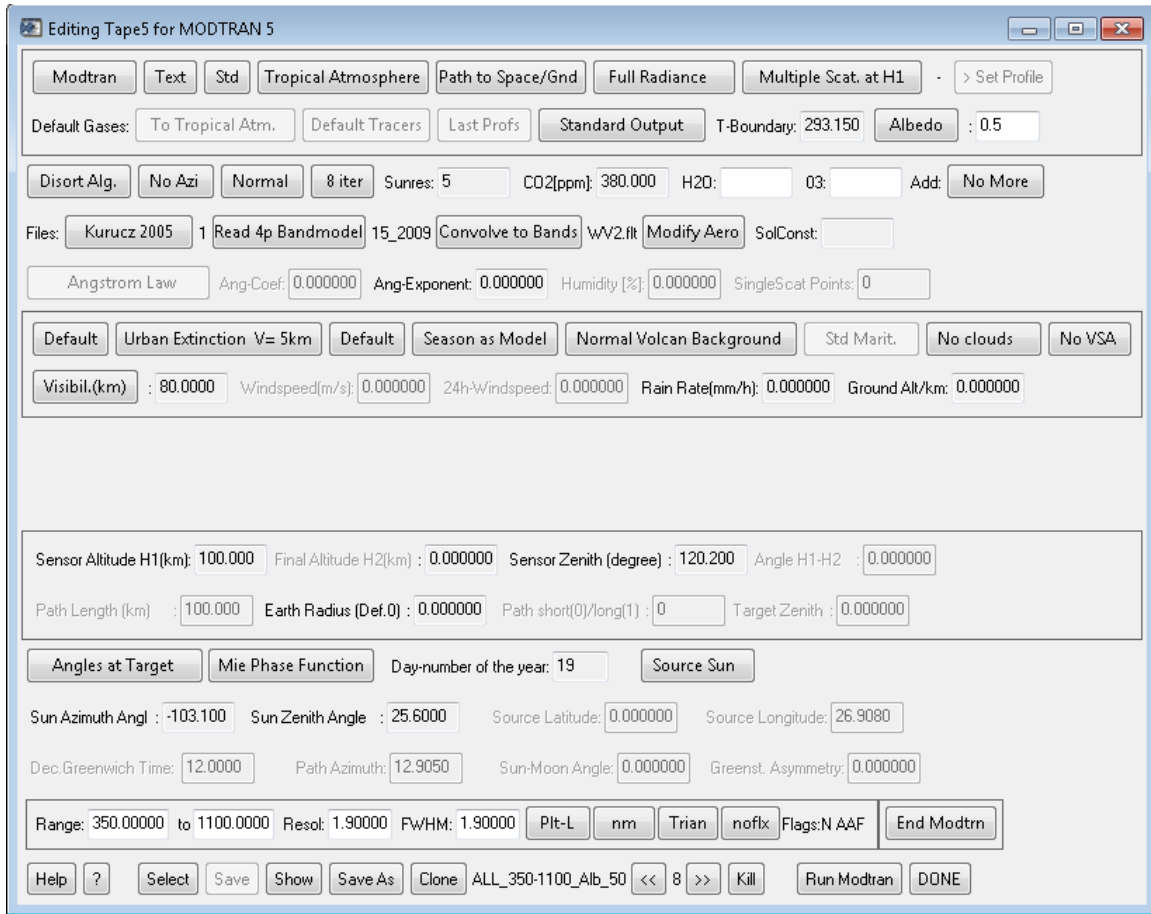 Editing Tape5 for MODTRAN 5
Modtran Text Std Tropical Atmosphere Path to Space/Gnd Full Radiance Multiple Scat. at H1 - > Set Profile
Default Gases: To Tropical Atm. Default Tracers Last Profs Standard Output T-Boundary: 293.150 Albedo : 0.5
Disort Alg. No Azi Normal 8 iter Sunres: 5 CO2[ppm]: 380.000 H2O: O3: Add: No More
Files: Kurucz 2005 1 Read 4p Bandmodel 15_2009 Convolve to Bands WV2.flt Modify Aero SolConst:
Angstrom Law Ang-Coef: 0.000000 Ang-Exponent: 0.000000 Humidity [%]: 0.000000 SingleScat Points: 0
Default Urban Extinction V= 5km Default Season as Model Normal Volcan Background Std Marit. No clouds No VSA
Visibil.(km) : 80.0000 Windspeed(m/s): 0.000000 24h-Windspeed: 0.000000 Rain Rate(mm/h): 0.000000 Ground Alt/km: 0.000000
Sensor Altitude H1(km): 100.000 Final Altitude H2(km) : 0.000000 Sensor Zenith (degree) : 120.200 Angle H1-H2 : 0.000000
Path Length (km) : 100.000 Earth Radius (Def.0) : 0.000000 Path short(0)/long(1) : 0 Target Zenith : 0.000000
Angles at Target Mie Phase Function Day-number of the year: 19 Source Sun
Sun Azimuth Angl : -103.100 Sun Zenith Angle : 25.6000 Source Latitude: 0.000000 Source Longitude: 26.9080
Dec.Greenwich Time: 12.0000 Path Azimuth: 12.9050 Sun-Moon Angle: 0.000000 Greenst. Asymmetry: 0.000000
Range: 350.00000 to 1100.0000 Resol: 1.90000 FWHM: 1.90000 Plt-L nm Trian noflx Flags:N AAF End Modtrn
Help ? Select Save Show Save As Clone ALL_350-1100_Alb_50 << 8 >> Kill Run Modtran DONE